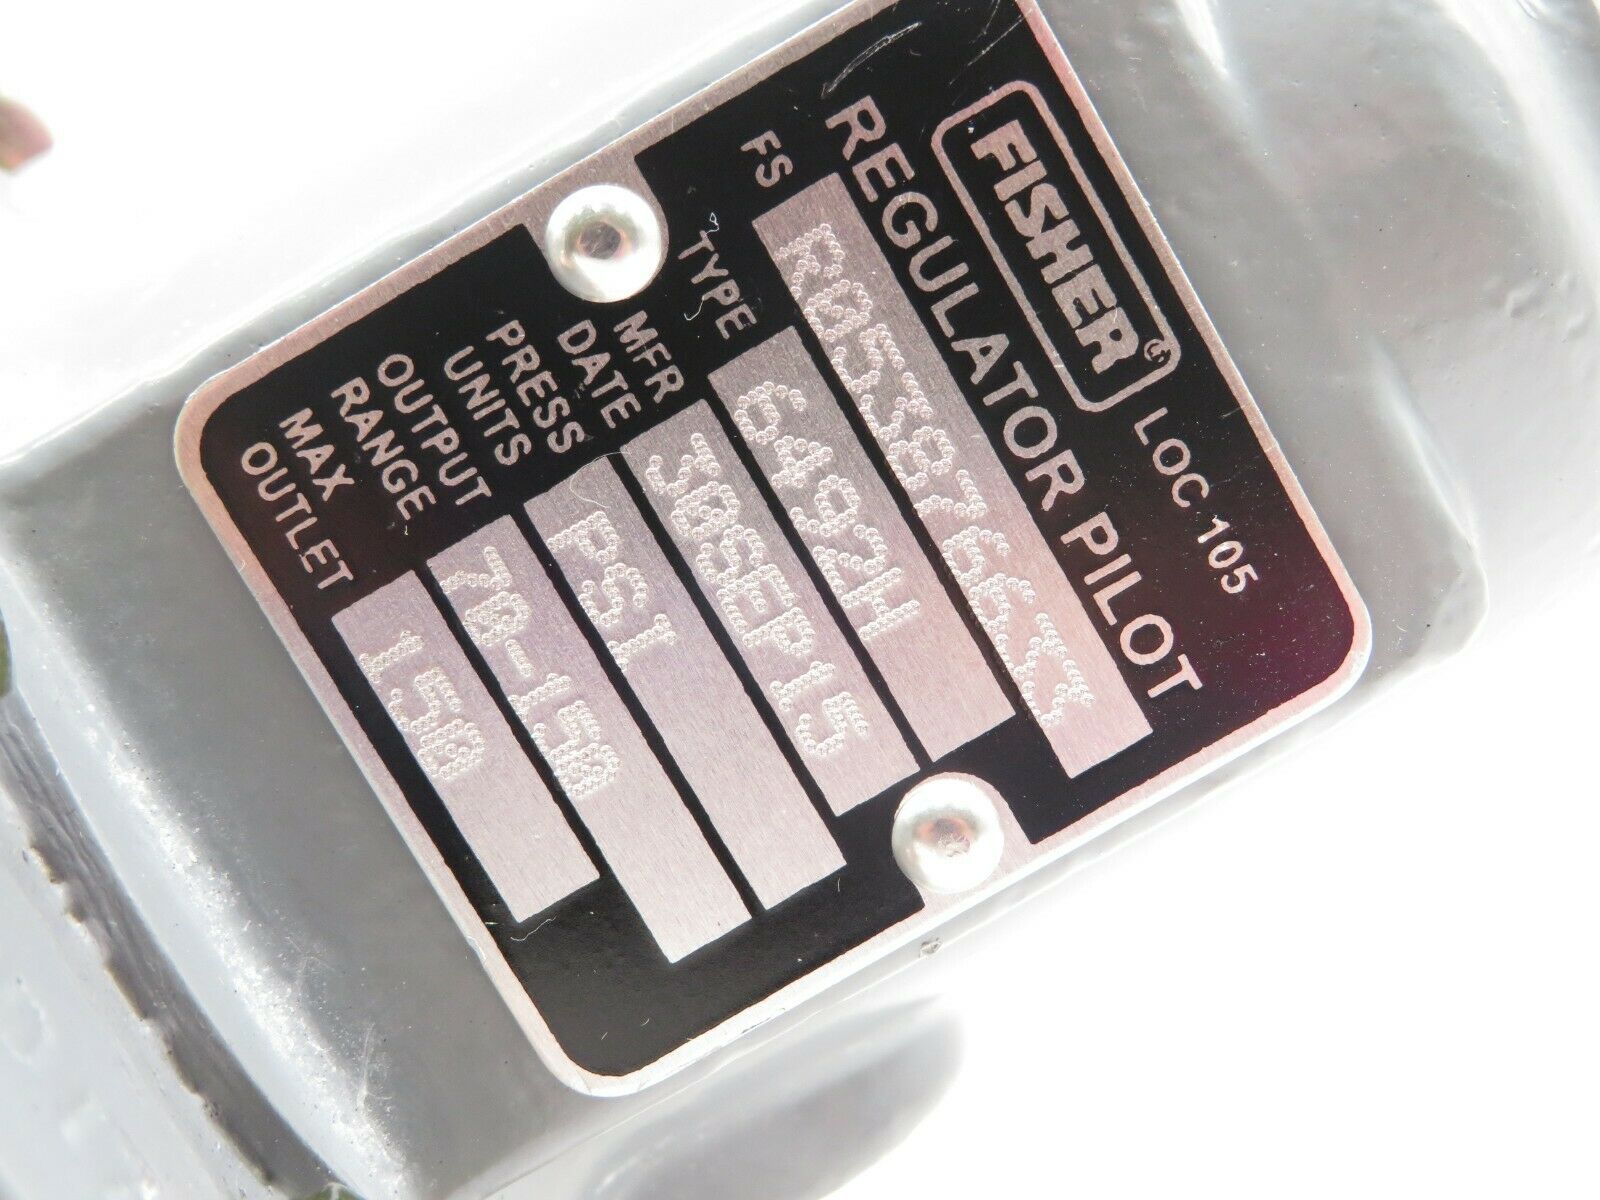 FISHER® LOC 105
REGULATOR PILOT
FS
TYPE 6492H
MFR DATE 30SEP15
PRESS UNITS PSI
OUTPUT RANGE 70-150
MAX OUTLET 150